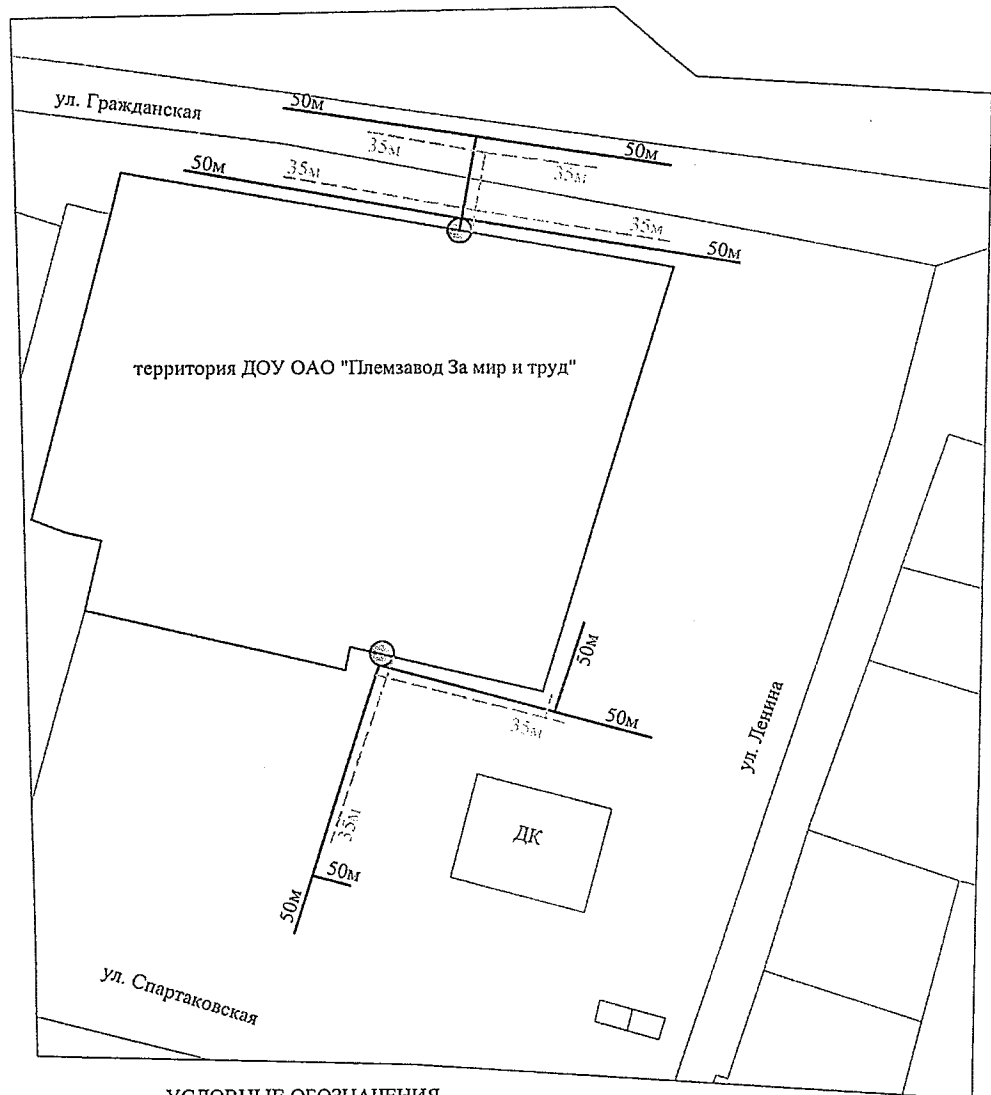 ул. Гражданская
50м
50м
35м
35м
50м
35м
35м
50м
территория ДОУ ОАО "Племзавод За мир и труд"
50м
50м
35м
ул. Ленина
35м
ДК
50м
50м
ул. Спартаковская
УСЛОВНЫЕ ОБОЗНАЧЕНИЯ